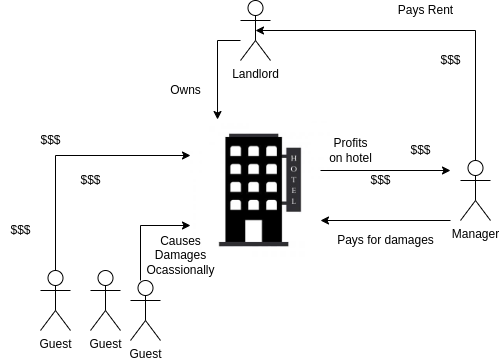 Pays Rent
$$$
Landlord
Owns
$$$
$$$
$$$
HOTEL
Profits
on hotel
$$$
$$$
Manager
Pays for damages
Causes
Damages
Ocassionally
Guest
Guest
Guest